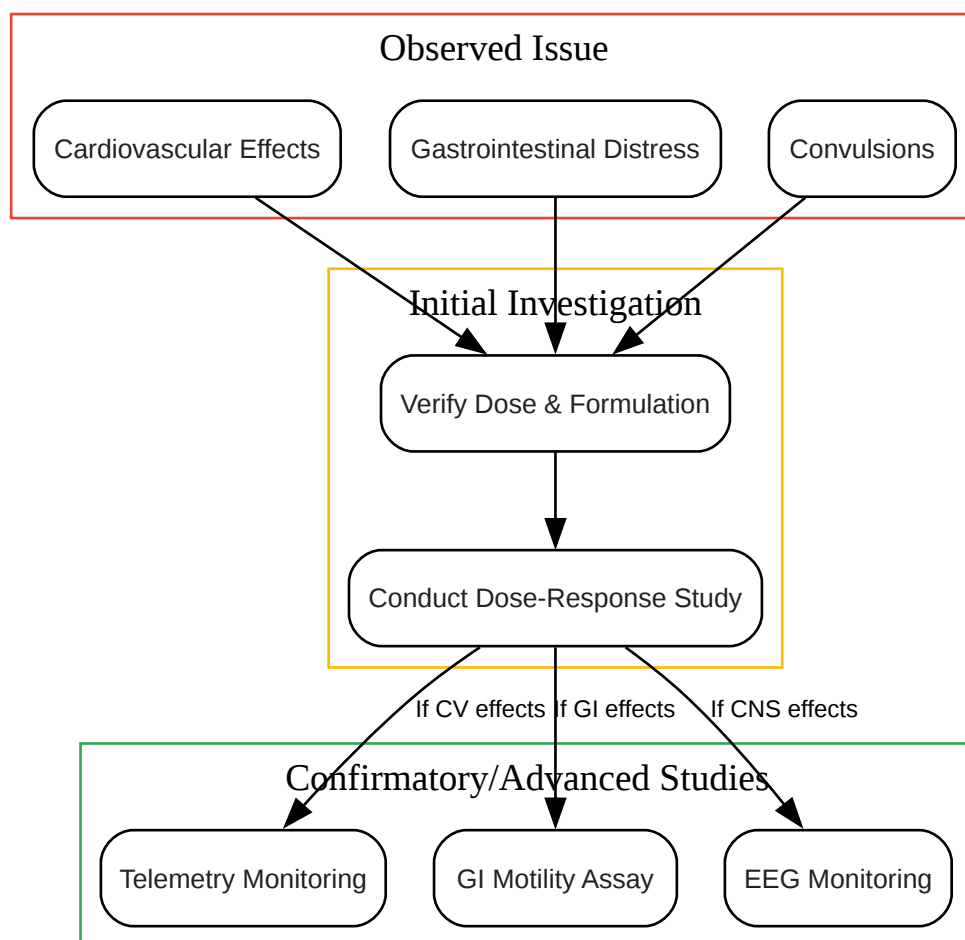 Observed Issue
Cardiovascular Effects
Gastrointestinal Distress
Convulsions
Initial Investigation
Verify Dose & Formulation
Conduct Dose-Response Study
If CV effects
If GI effects
If CNS effects
Confirmatory/Advanced Studies
Telemetry Monitoring
GI Motility Assay
EEG Monitoring